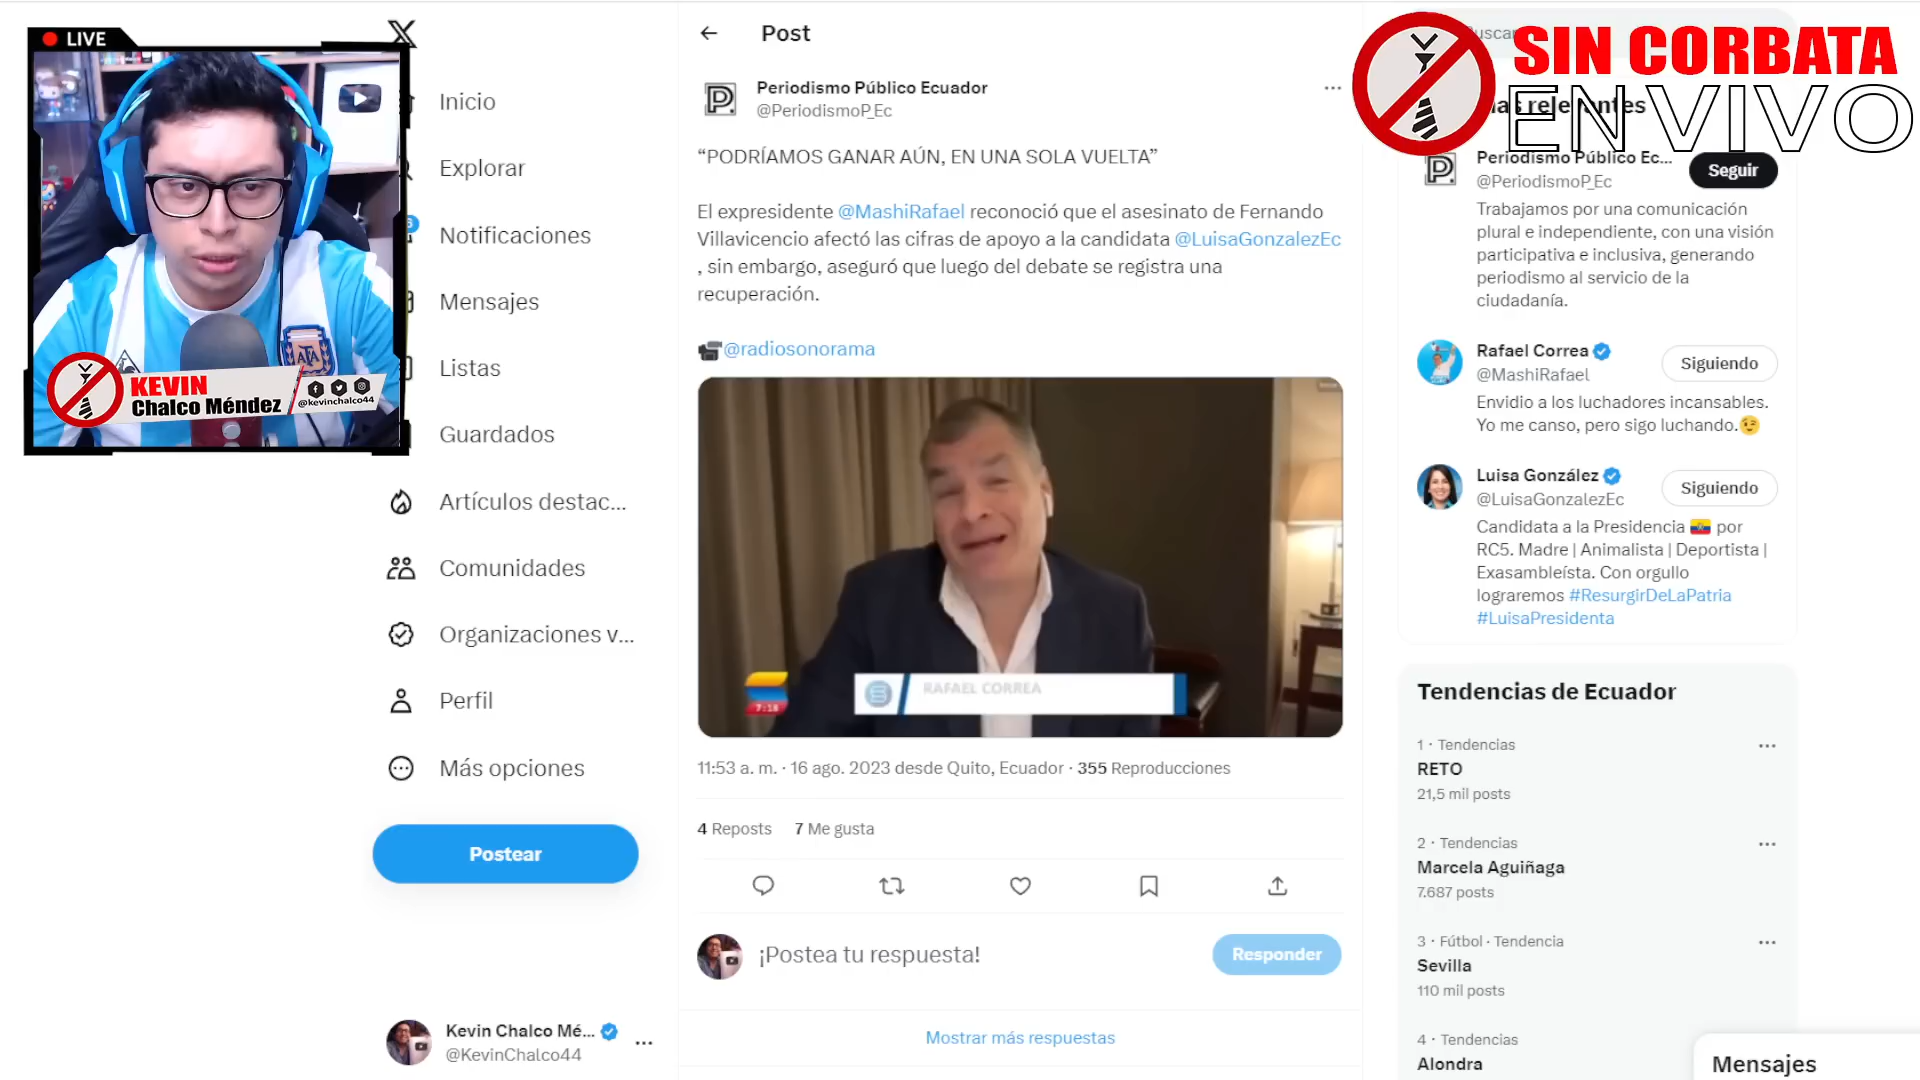 LIVE
KEVIN
Chalco Méndez
@kevinchalco44
SIN CORBATA
EN VIVO
Inicio
Explorar
Notificaciones
Mensajes
Listas
Guardados
Artículos destac...
Comunidades
Organizaciones v...
Perfil
Más opciones
Postear
Kevin Chalco Mé...
@KevinChalco44
Post
Periodismo Público Ecuador
@PeriodismoP_Ec
“PODRÍAMOS GANAR AÚN, EN UNA SOLA VUELTA”
El expresidente @MashiRafael reconoció que el asesinato de Fernando
Villavicencio afectó las cifras de apoyo a la candidata @LuisaGonzalezEc
, sin embargo, aseguró que luego del debate se registra una
recuperación.
@radiosonorama
7:18
RAFAEL CORREA
11:53 a. m. · 16 ago. 2023 desde Quito, Ecuador · 355 Reproducciones
4 Reposts 7 Me gusta
¡Postea tu respuesta!
Responder
Mostrar más respuestas
relevantes
Periodismo Público Ec...
@PeriodismoP_Ec
Seguir
Trabajamos por una comunicación
plural e independiente, con una visión
participativa e inclusiva, generando
periodismo al servicio de la
ciudadanía.
Rafael Correa
@MashiRafael
Siguiendo
Envidio a los luchadores incansables.
Yo me canso, pero sigo luchando.😉
Luisa González
@LuisaGonzalezEc
Siguiendo
Candidata a la Presidencia 🇪🇨 por
RC5. Madre | Animalista | Deportista |
Exasambleísta. Con orgullo
lograremos #ResurgirDeLaPatria
#LuisaPresidenta
Tendencias de Ecuador
1 · Tendencias
RETO
21,5 mil posts
2 · Tendencias
Marcela Aguiñaga
7.687 posts
3 · Fútbol · Tendencia
Sevilla
110 mil posts
4 · Tendencias
Alondra
Mensajes